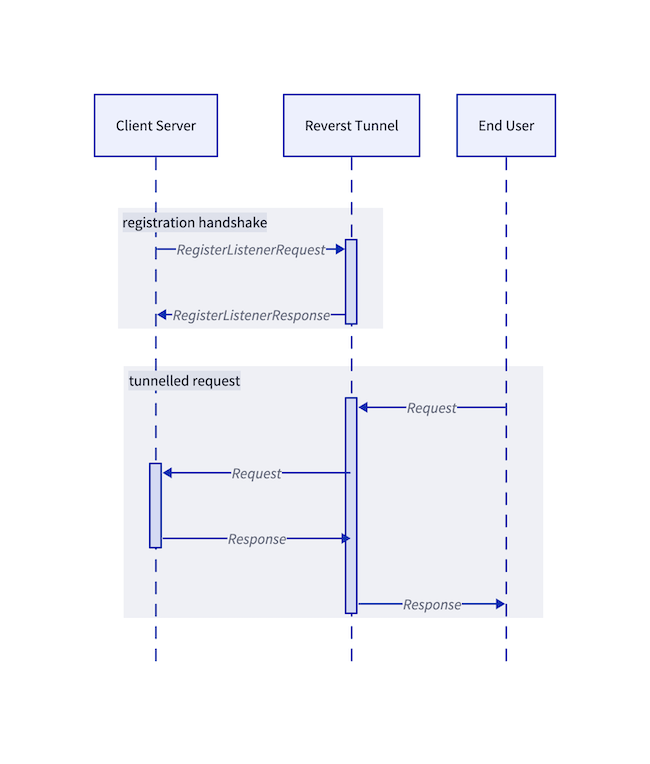 Client Server
Reverst Tunnel
End User
registration handshake
RegisterListenerRequest
RegisterListenerResponse
tunnelled request
Request
Request
Response
Response